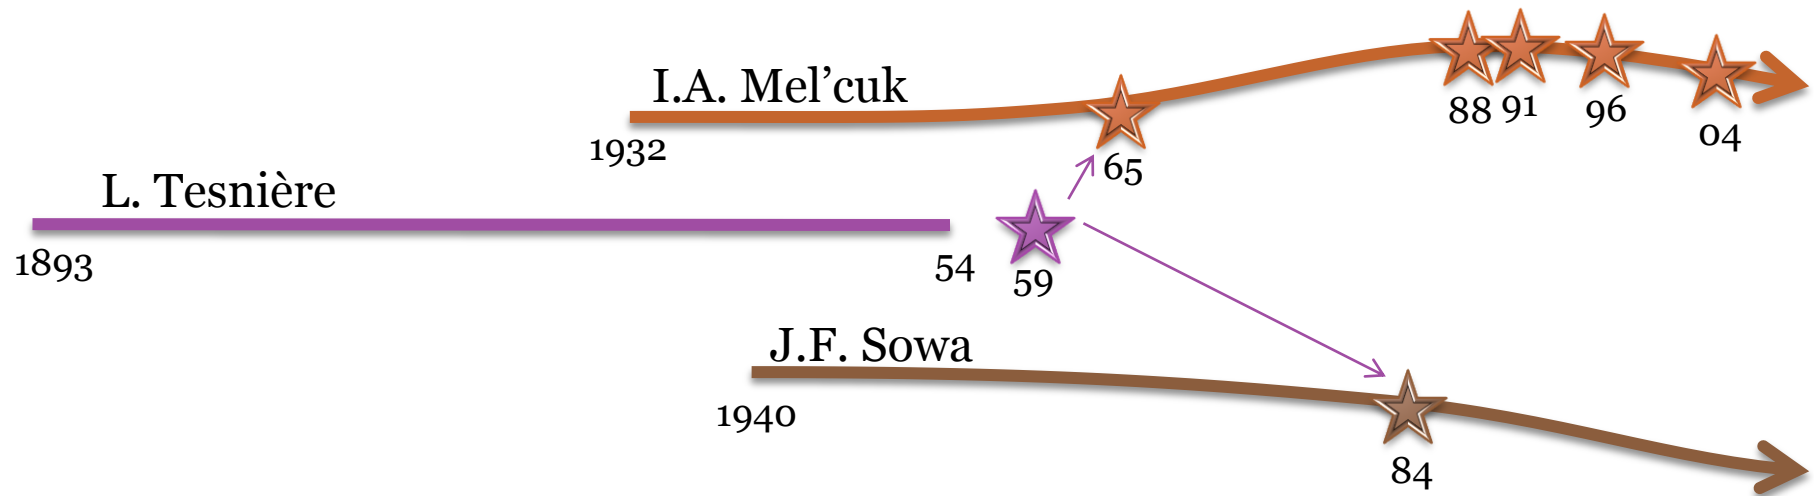 I.A. Mel’cuk
1932
65
88 91 96 04
L. Tesnière
1893
54
59
J.F. Sowa
1940
84